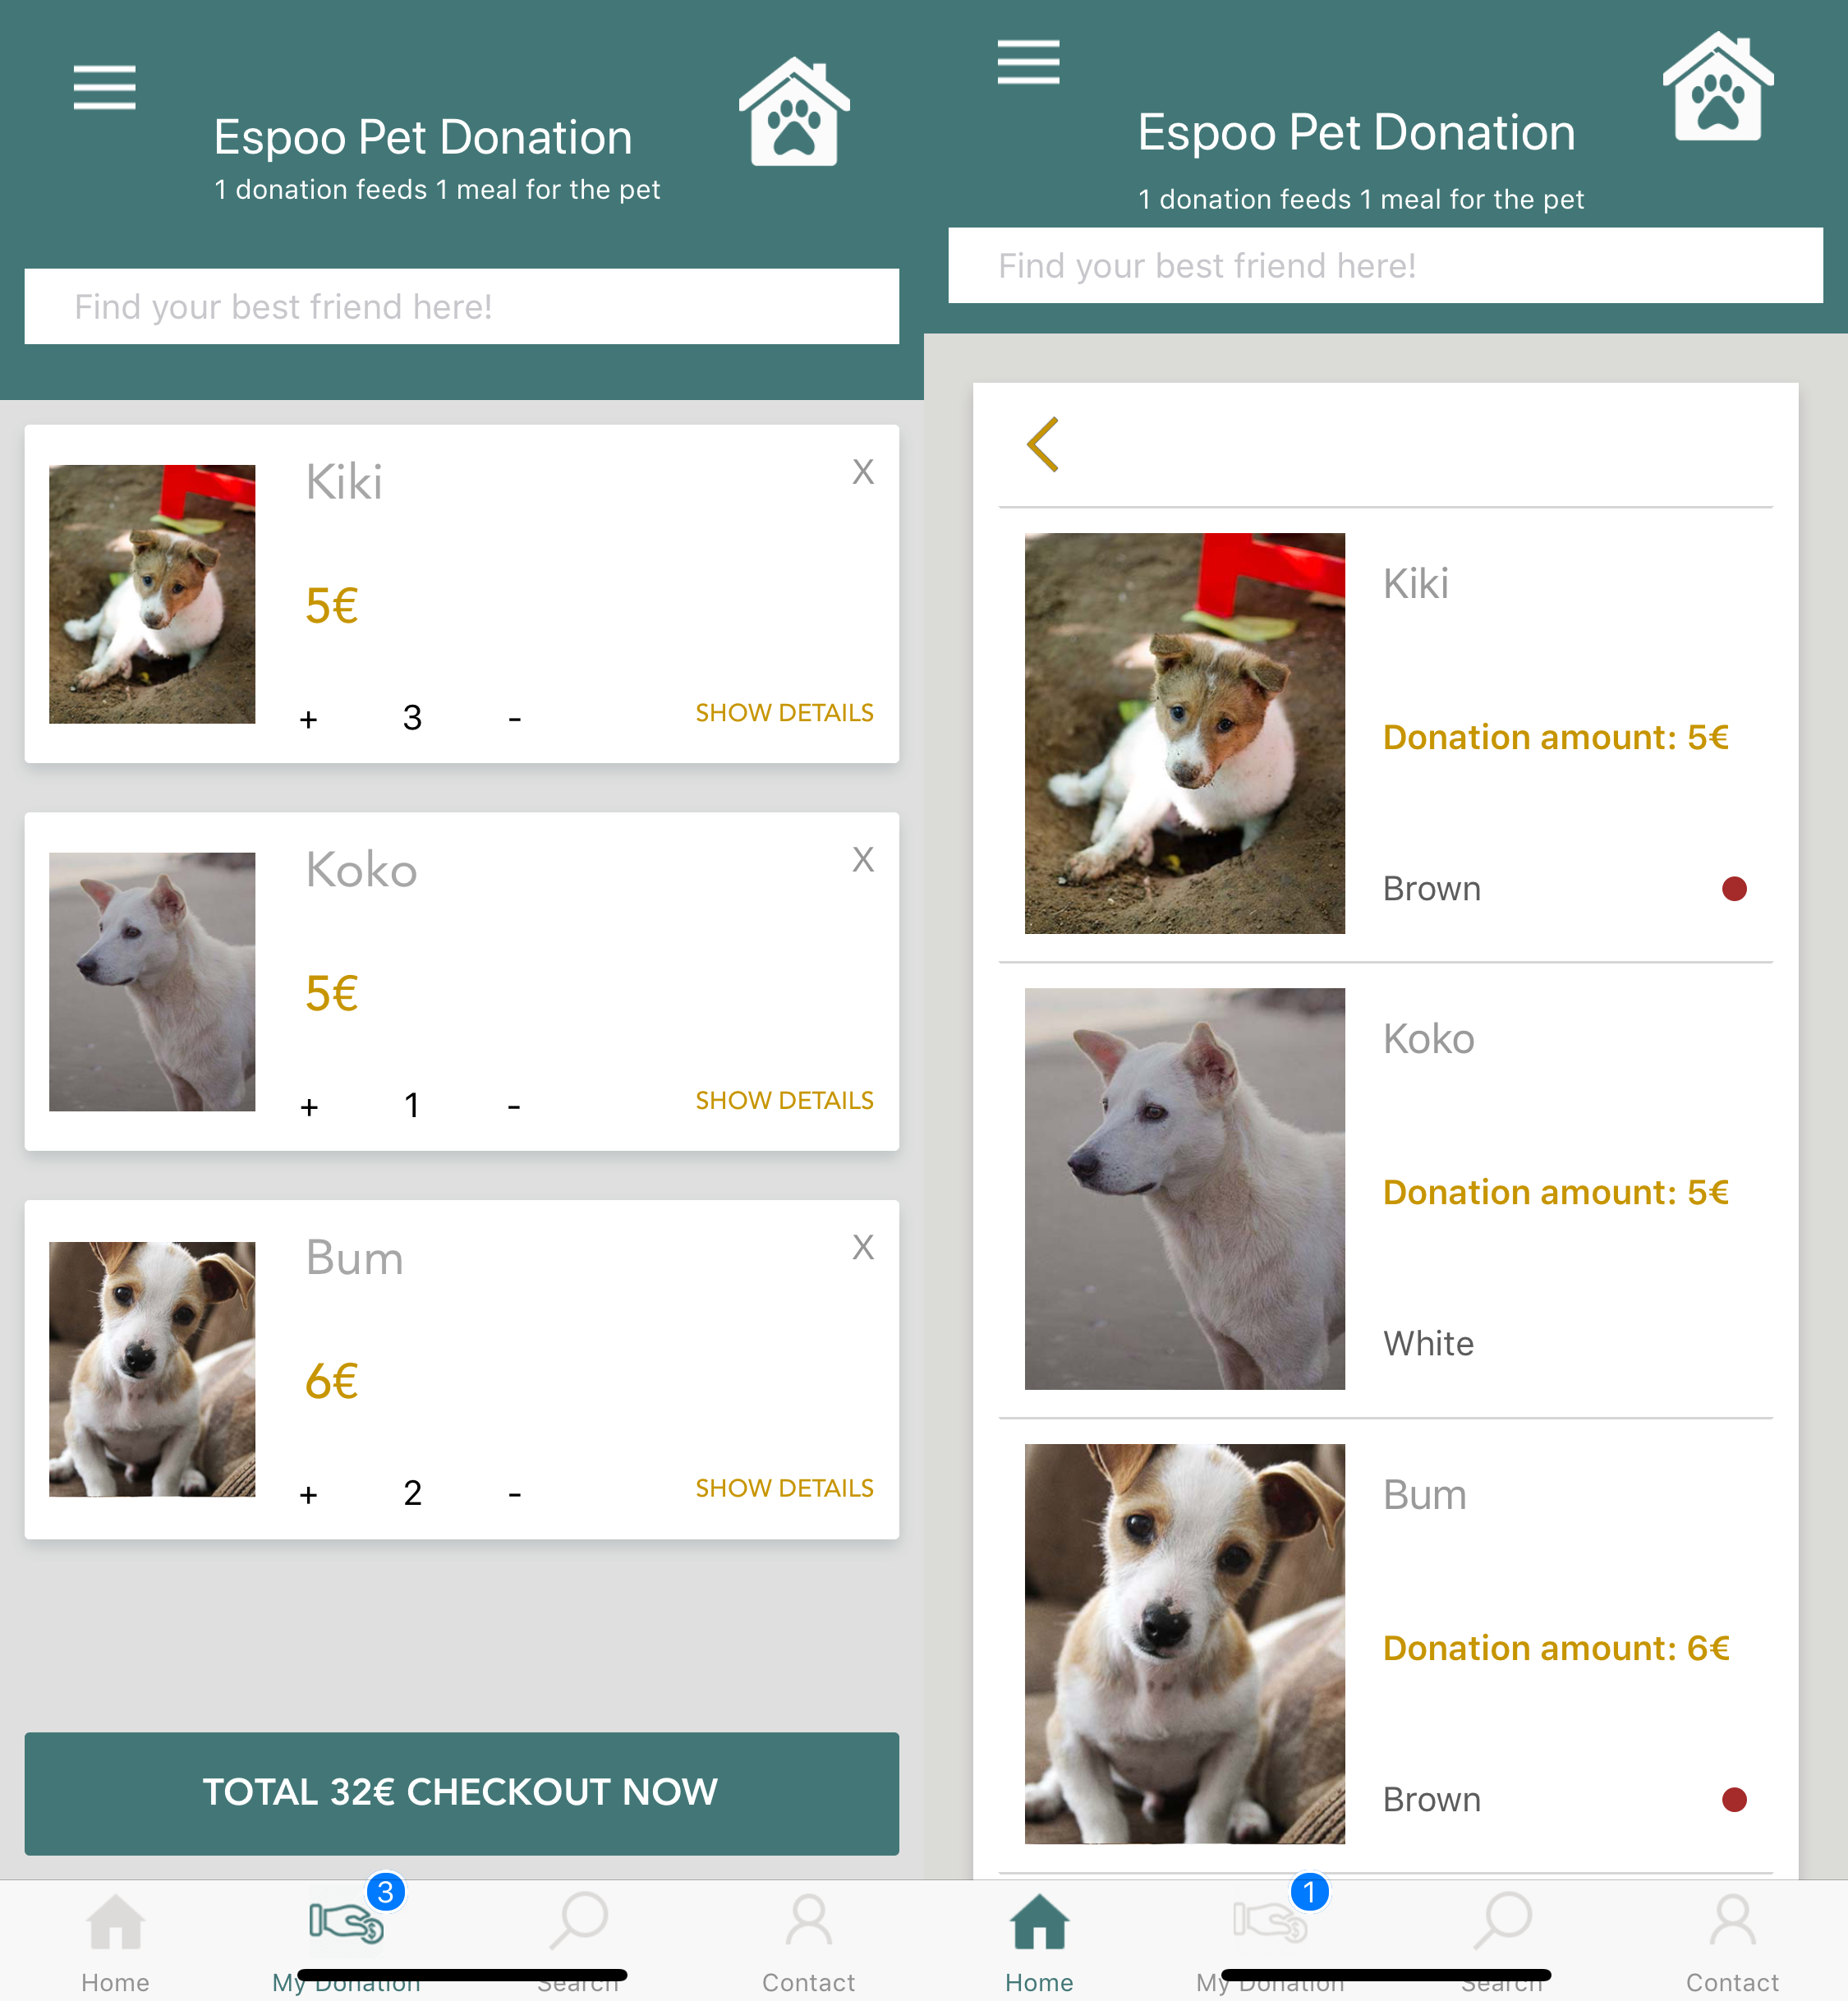 Espoo Pet Donation
1 donation feeds 1 meal for the pet
Find your best friend here!
Kiki
X
5€
+ 3 -
SHOW DETAILS
Koko
X
5€
+ 1 -
SHOW DETAILS
Bum
X
6€
+ 2 -
SHOW DETAILS
TOTAL 32€ CHECKOUT NOW
3
Home
My Donation
Search
Contact
Espoo Pet Donation
1 donation feeds 1 meal for the pet
Find your best friend here!
Kiki
Donation amount: 5€
Brown
Koko
Donation amount: 5€
White
Bum
Donation amount: 6€
Brown
1
Home
My Donation
Search
Contact